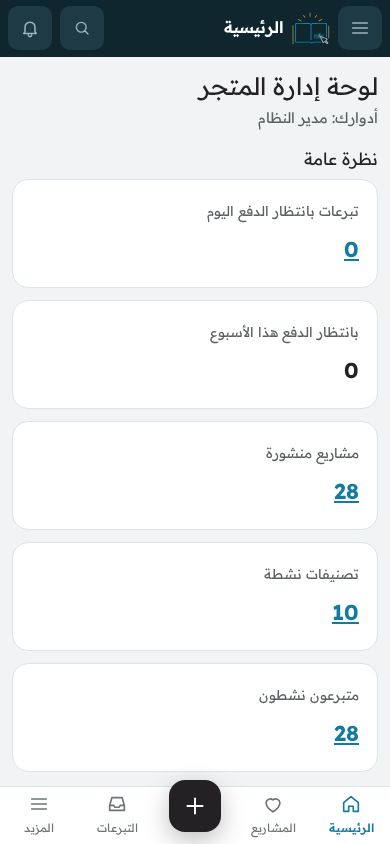 الرئيسية
لوحة إدارة المتجر
أدوارك: مدير النظام
نظرة عامة
تبرعات بانتظار الدفع اليوم
0
بانتظار الدفع هذا الأسبوع
0
مشاريع منشورة
28
تصنيفات نشطة
10
متبرعون نشطون
28
الرئيسية
المشاريع
التبرعات
المزيد